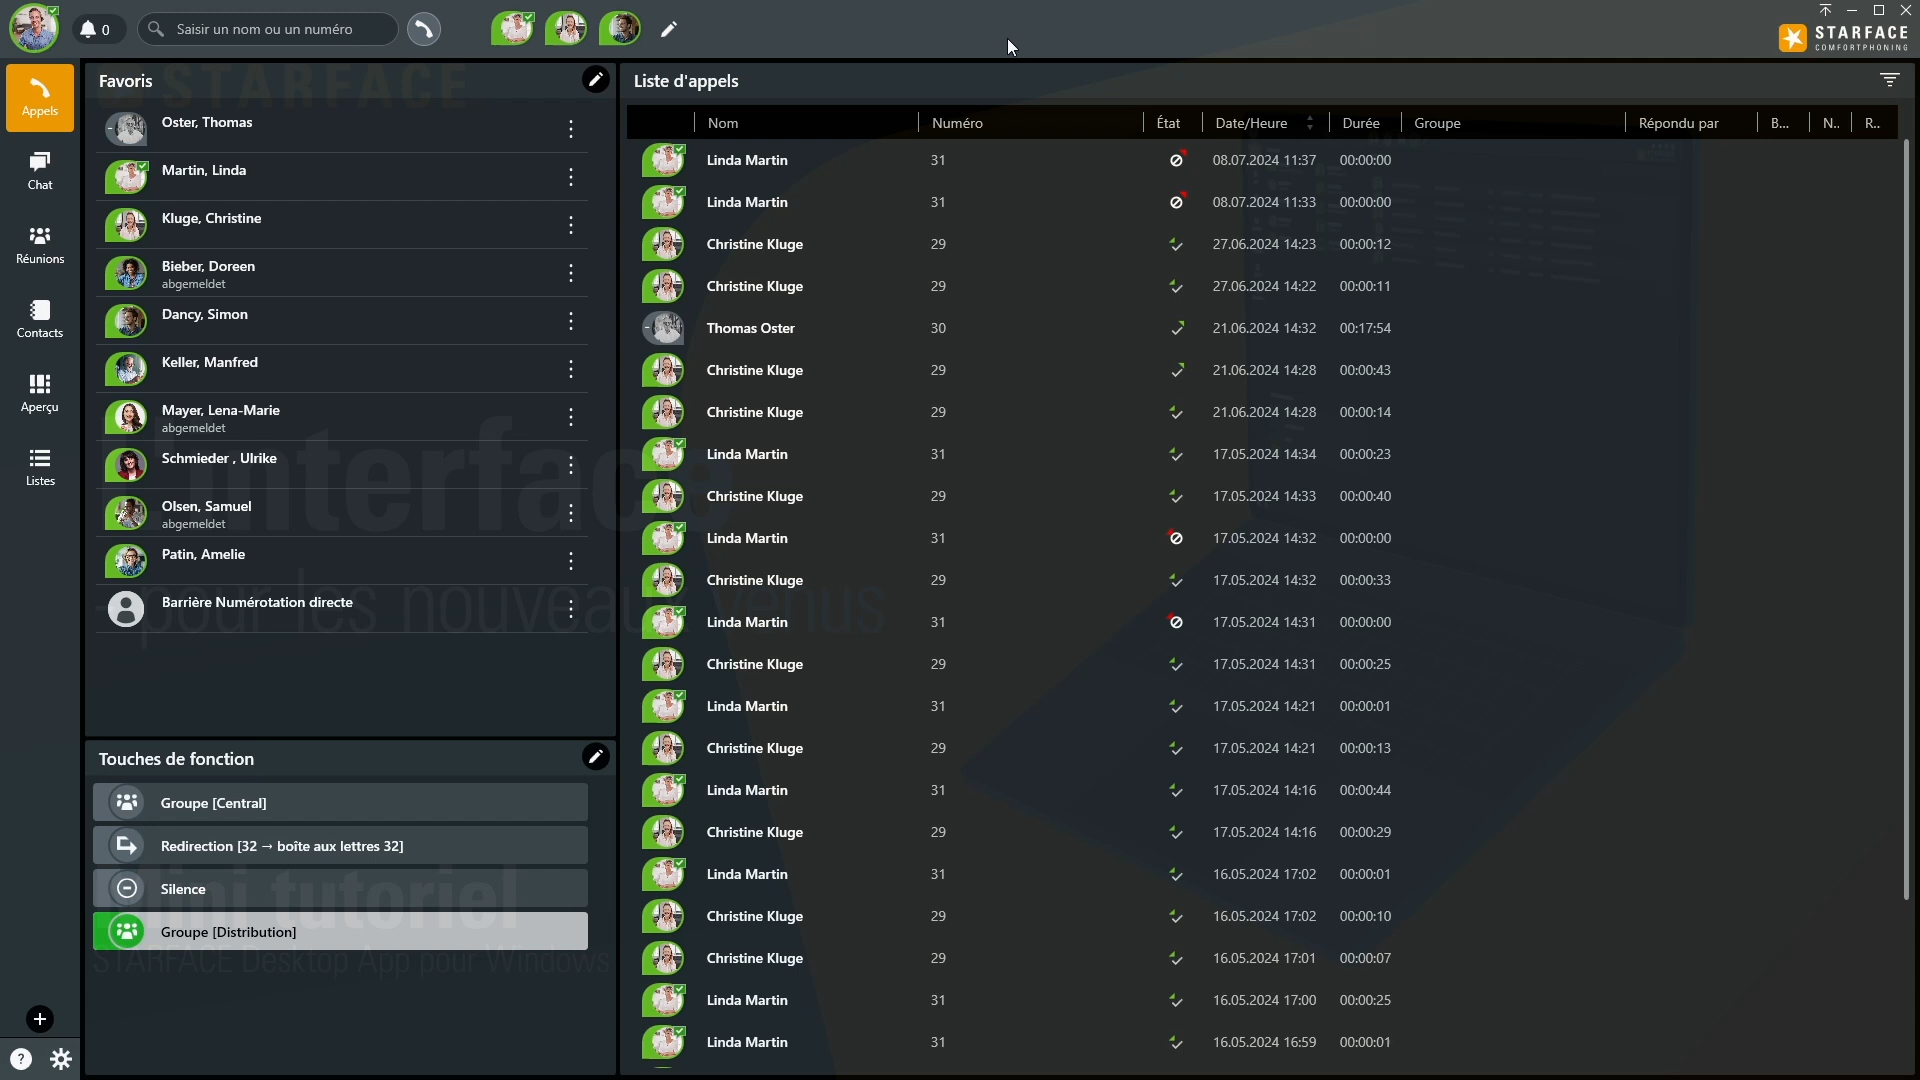 0
Saisir un nom ou un numéro
STARFACE
COMFORTPHONING
Appels
Chat
Réunions
Contacts
Aperçu
Listes
?
Favoris
STARFACE
Oster, Thomas
Martin, Linda
Kluge, Christine
Bieber, Doreen
abgemeldet
Dancy, Simon
Keller, Manfred
Mayer, Lena-Marie
abgemeldet
Schmieder , Ulrike
Olsen, Samuel
abgemeldet
Patin, Amelie
Barrière Numérotation directe
interface
pour les nouveaux venus
Touches de fonction
Groupe [Central]
Redirection [32 → boîte aux lettres 32]
Silence
Groupe [Distribution]
Mini tutoriel
STARFACE Desktop App pour Windows
Liste d'appels
Nom Numéro État Date/Heure Durée Groupe Répondu par B... N.. R..
Linda Martin 31 08.07.2024 11:37 00:00:00
Linda Martin 31 08.07.2024 11:33 00:00:00
Christine Kluge 29 27.06.2024 14:23 00:00:12
Christine Kluge 29 27.06.2024 14:22 00:00:11
Thomas Oster 30 21.06.2024 14:32 00:17:54
Christine Kluge 29 21.06.2024 14:28 00:00:43
Christine Kluge 29 21.06.2024 14:28 00:00:14
Linda Martin 31 17.05.2024 14:34 00:00:23
Christine Kluge 29 17.05.2024 14:33 00:00:40
Linda Martin 31 17.05.2024 14:32 00:00:00
Christine Kluge 29 17.05.2024 14:32 00:00:33
Linda Martin 31 17.05.2024 14:31 00:00:00
Christine Kluge 29 17.05.2024 14:31 00:00:25
Linda Martin 31 17.05.2024 14:21 00:00:01
Christine Kluge 29 17.05.2024 14:21 00:00:13
Linda Martin 31 17.05.2024 14:16 00:00:44
Christine Kluge 29 17.05.2024 14:16 00:00:29
Linda Martin 31 16.05.2024 17:02 00:00:01
Christine Kluge 29 16.05.2024 17:02 00:00:10
Christine Kluge 29 16.05.2024 17:01 00:00:07
Linda Martin 31 16.05.2024 17:00 00:00:25
Linda Martin 31 16.05.2024 16:59 00:00:01